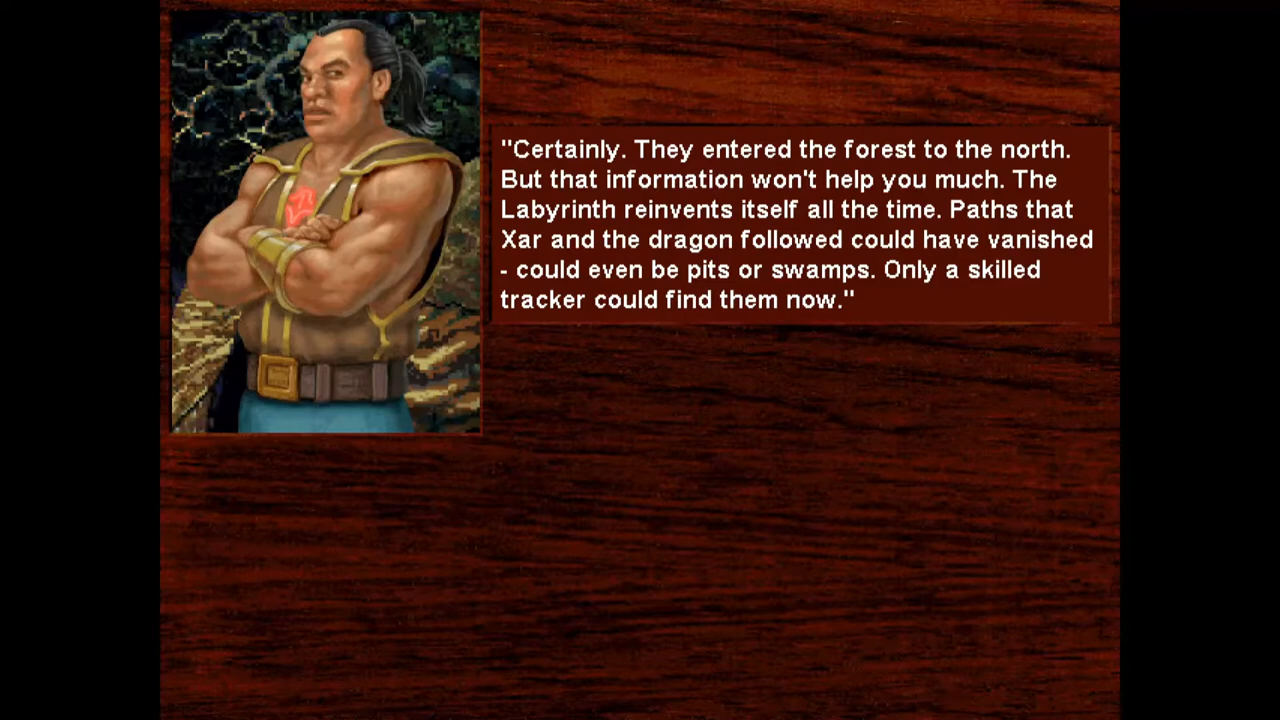 "Certainly. They entered the forest to the north.
But that information won't help you much. The
Labyrinth reinvents itself all the time. Paths that
Xar and the dragon followed could have vanished
- could even be pits or swamps. Only a skilled
tracker could find them now."